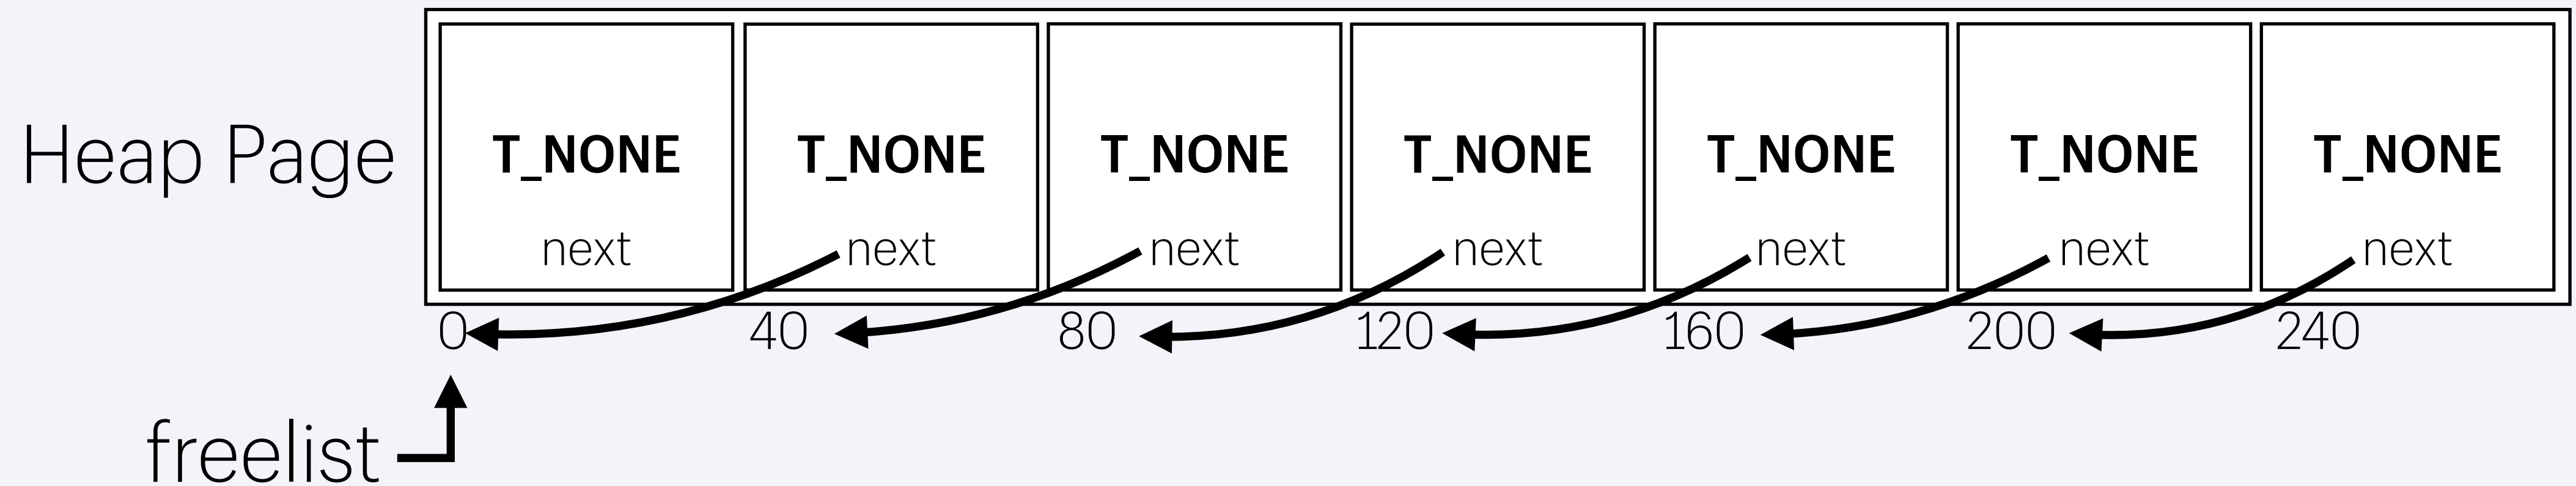 Heap Page
T_NONE T_NONE T_NONE T_NONE T_NONE T_NONE T_NONE
next next next next next next next
0 40 80 120 160 200 240
freelist